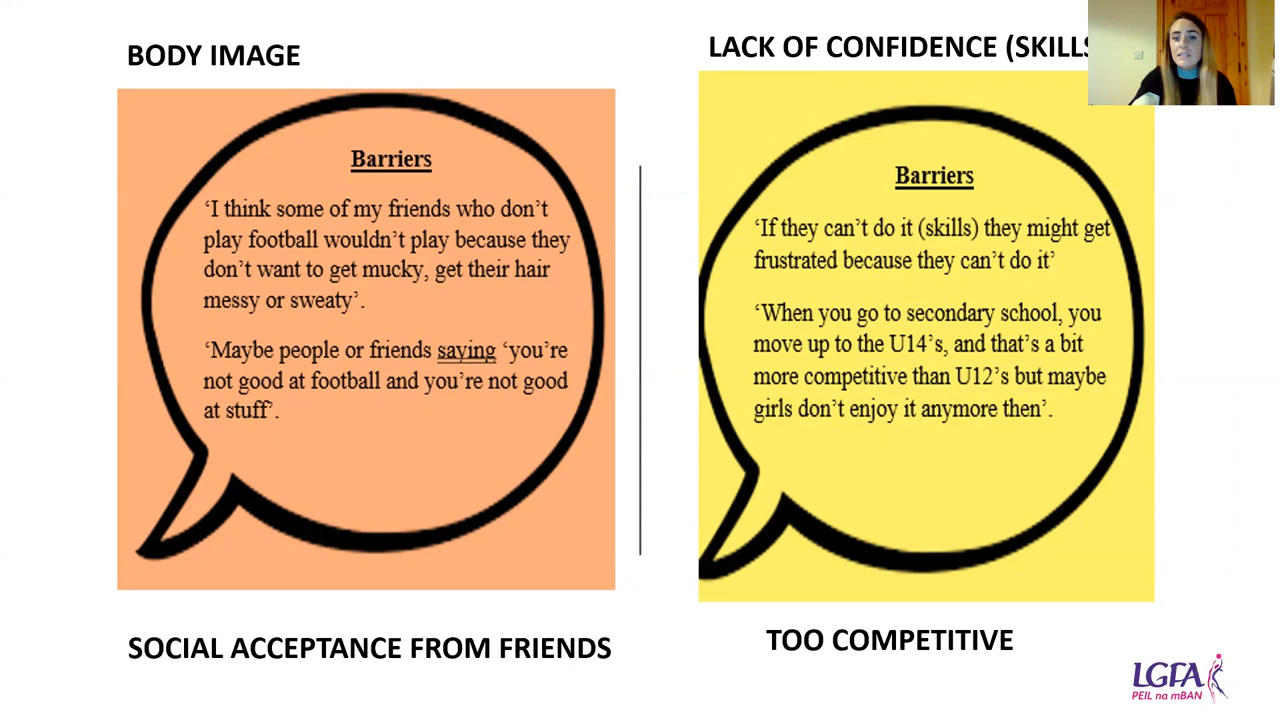 BODY IMAGE
Barriers
‘I think some of my friends who don’t
play football wouldn’t play because they
don’t want to get mucky, get their hair
messy or sweaty’.
‘Maybe people or friends saying ‘you’re
not good at football and you’re not good
at stuff’.
SOCIAL ACCEPTANCE FROM FRIENDS
LACK OF CONFIDENCE (SKILLS
Barriers
‘If they can’t do it (skills) they might get
frustrated because they can’t do it’
‘When you go to secondary school, you
move up to the U14’s, and that’s a bit
more competitive than U12’s but maybe
girls don’t enjoy it anymore then’.
TOO COMPETITIVE
LGFA
PEIL na mBAN